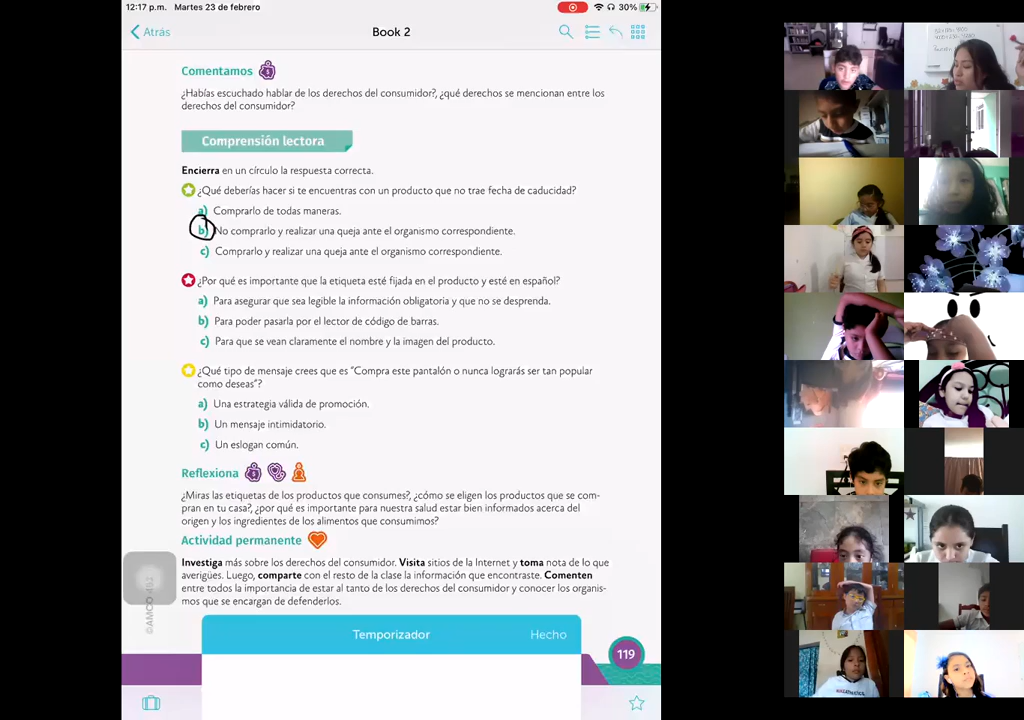 12:17 p.m. Martes 23 de febrero
30%
Atrás
Book 2
Comentamos
¿Habías escuchado hablar de los derechos del consumidor?, ¿qué derechos se mencionan entre los
derechos del consumidor?
Comprensión lectora
Encierra en un círculo la respuesta correcta.
¿Qué deberías hacer si te encuentras con un producto que no trae fecha de caducidad?
a) Comprarlo de todas maneras.
b) No comprarlo y realizar una queja ante el organismo correspondiente.
c) Comprarlo y realizar una queja ante el organismo correspondiente.
¿Por qué es importante que la etiqueta esté fijada en el producto y esté en español?
a) Para asegurar que sea legible la información obligatoria y que no se desprenda.
b) Para poder pasarla por el lector de código de barras.
c) Para que se vean claramente el nombre y la imagen del producto.
¿Qué tipo de mensaje crees que es "Compra este pantalón o nunca lograrás ser tan popular
como deseas"?
a) Una estrategia válida de promoción.
b) Un mensaje intimidatorio.
c) Un eslogan común.
Reflexiona
¿Miras las etiquetas de los productos que consumes?, ¿cómo se eligen los productos que se com-
pran en tu casa?, ¿por qué es importante para nuestra salud estar bien informados acerca del
origen y los ingredientes de los alimentos que consumimos?
Actividad permanente
Investiga más sobre los derechos del consumidor. Visita sitios de la Internet y toma nota de lo que
averigües. Luego, comparte con el resto de la clase la información que encontraste. Comenten
entre todos la importancia de estar al tanto de los derechos del consumidor y conocer los organis-
mos que se encargan de defenderlos.
Temporizador
Hecho
119